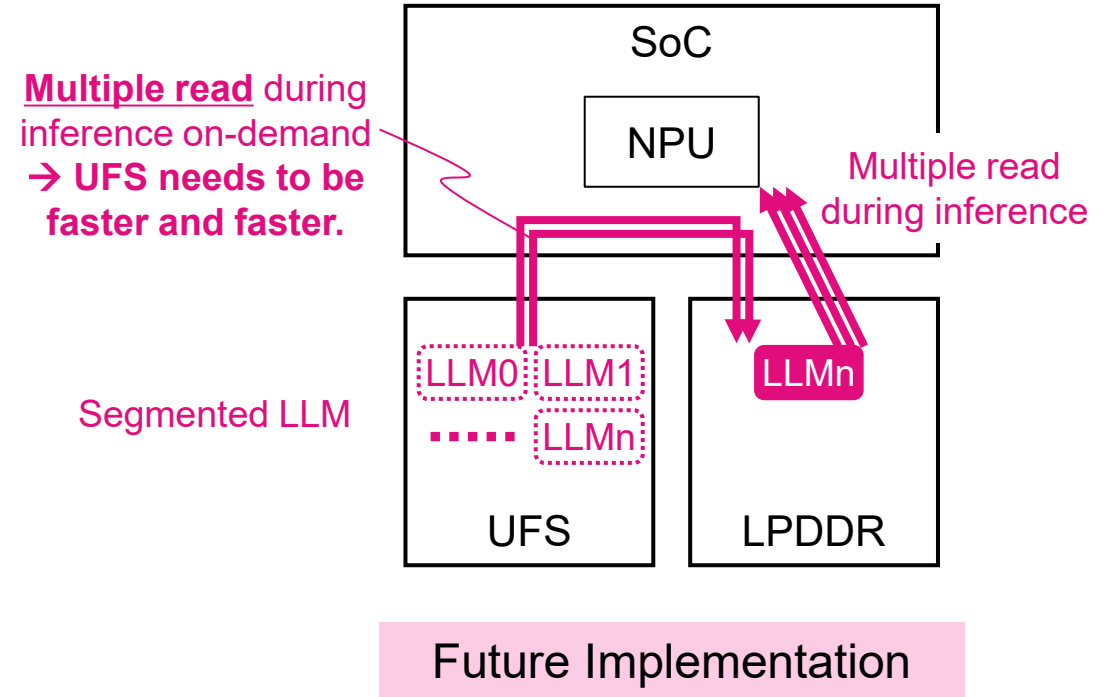 SoC
NPU
Multiple read during
inference on-demand
→ UFS needs to be
faster and faster.
Multiple read
during inference
LLM0
LLM1
LLMn
LLMn
Segmented LLM
UFS
LPDDR
Future Implementation